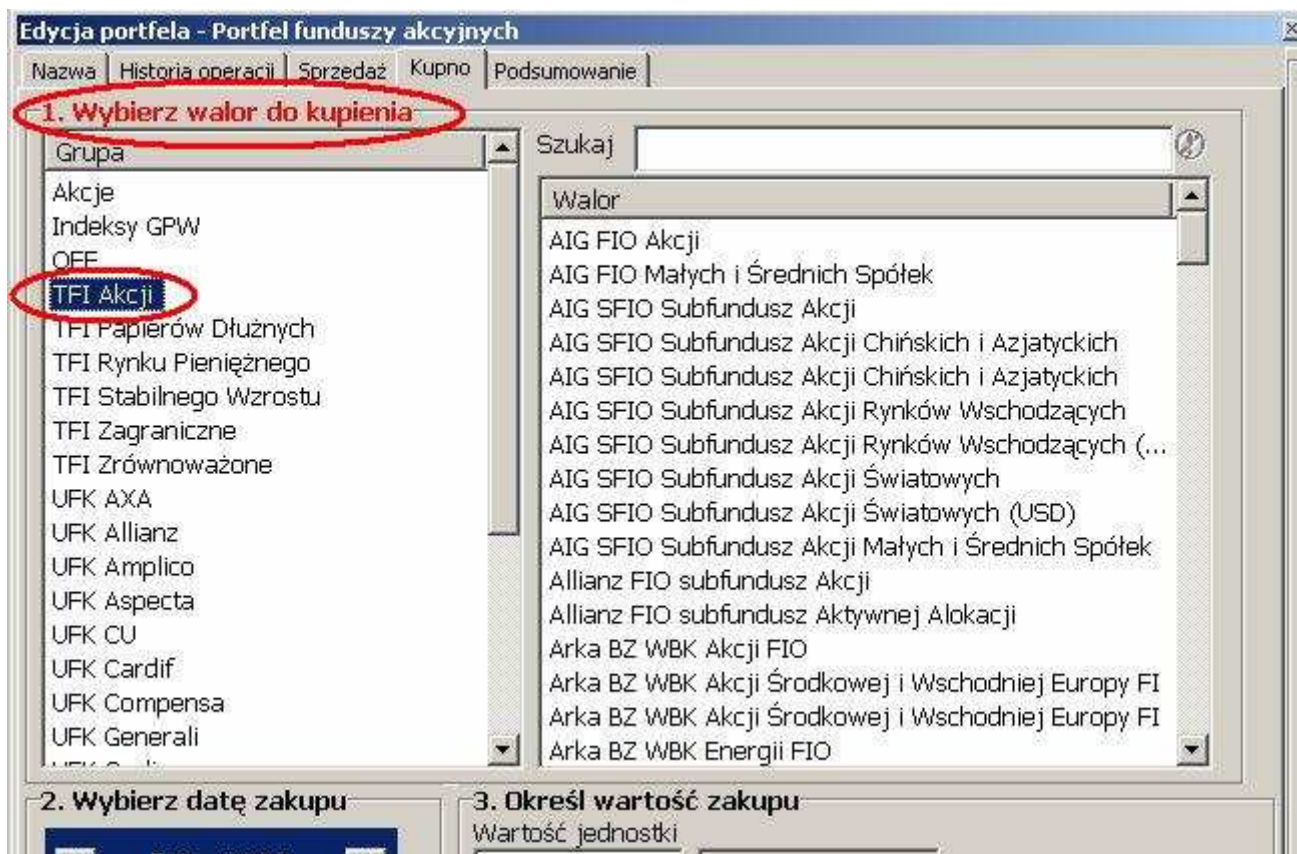 Edycja portfela - Portfel funduszy akcyjnych
Nazwa Historia operacji Sprzedaż Kupno Podsumowanie
1. Wybierz walor do kupienia
Grupa
Akcje
Indeksy GPW
OFE
TFI Akcji
TFI Papierów Dłużnych
TFI Rynku Pieniężnego
TFI Stabilnego Wzrostu
TFI Zagraniczne
TFI Zrównoważone
UFK AXA
UFK Allianz
UFK Amplico
UFK Aspecta
UFK CU
UFK Cardif
UFK Compensa
UFK Generali
Szukaj
Walor
AIG FIO Akcji
AIG FIO Małych i Średnich Spółek
AIG SFIO Subfundusz Akcji
AIG SFIO Subfundusz Akcji Chińskich i Azjatyckich
AIG SFIO Subfundusz Akcji Chińskich i Azjatyckich
AIG SFIO Subfundusz Akcji Rynków Wschodzących
AIG SFIO Subfundusz Akcji Rynków Wschodzących (...
AIG SFIO Subfundusz Akcji Światowych
AIG SFIO Subfundusz Akcji Światowych (USD)
AIG SFIO Subfundusz Akcji Małych i Średnich Spółek
Allianz FIO subfundusz Akcji
Allianz FIO subfundusz Aktywnej Alokacji
Arka BZ WBK Akcji FIO
Arka BZ WBK Akcji Środkowej i Wschodniej Europy FI
Arka BZ WBK Akcji Środkowej i Wschodniej Europy FI
Arka BZ WBK Energii FIO
2. Wybierz datę zakupu
3. Określ wartość zakupu
Wartość jednostki